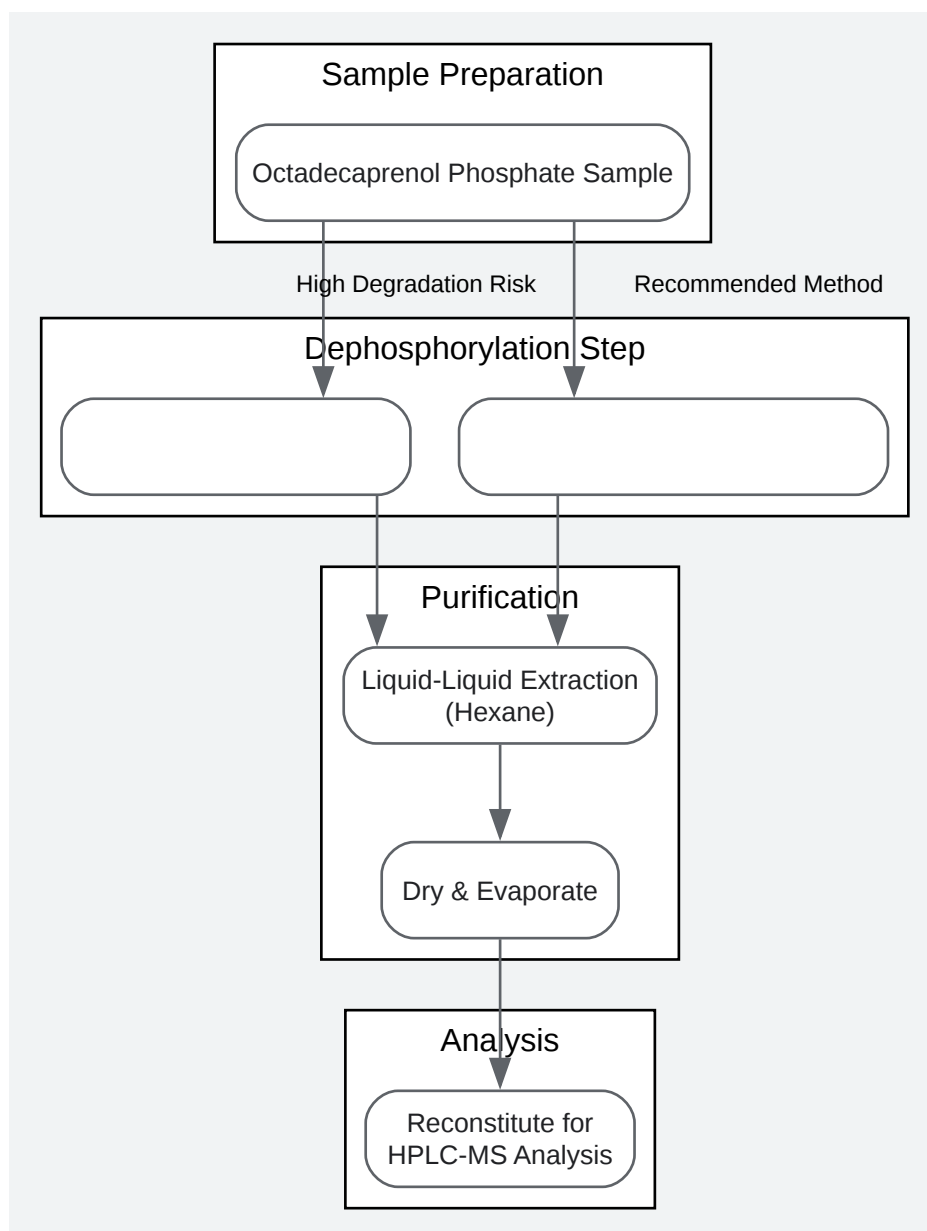 Sample Preparation
Octadecaprenol Phosphate Sample
High Degradation Risk
Recommended Method
Dephosphorylation Step
Purification
Liquid-Liquid Extraction
(Hexane)
Dry & Evaporate
Analysis
Reconstitute for
HPLC-MS Analysis